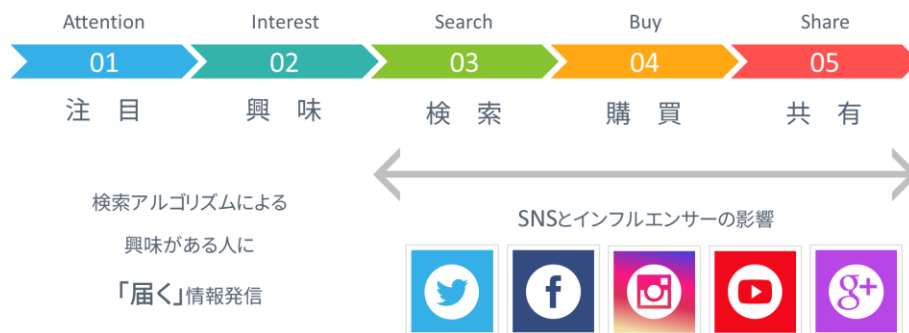 Attention
Interest
Search
Buy
Share
01
02
03
04
05
注 目
興 味
検 索
購 買
共 有
検索アルゴリズムによる
興味がある人に
「届く」情報発信
SNSとインフルエンサーの影響
f
g+